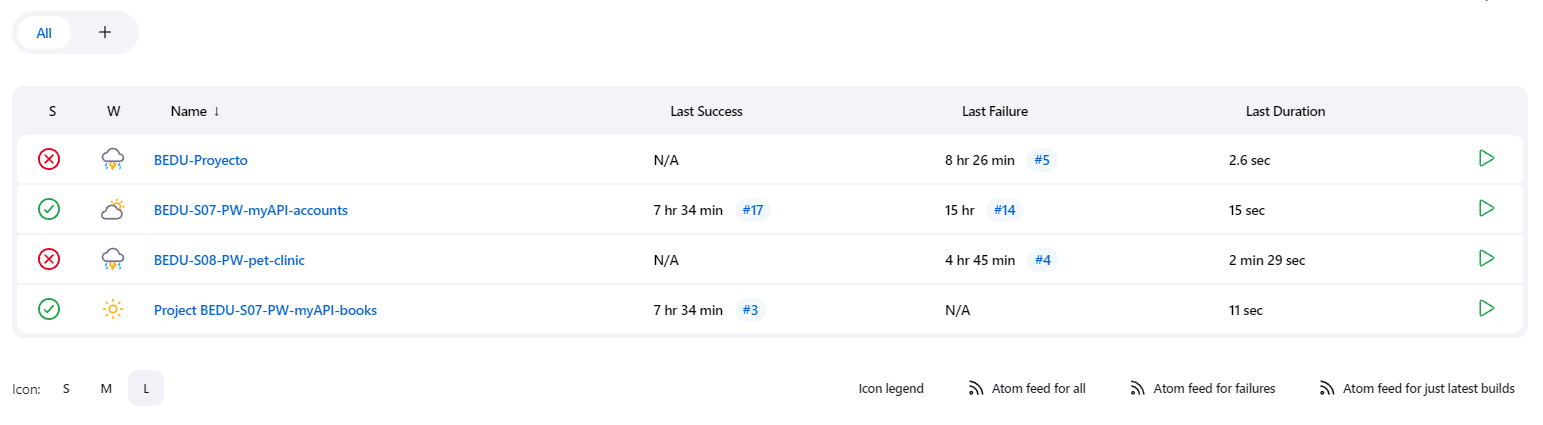 All +
S W Name ↓ Last Success Last Failure Last Duration
BEDU-Proyecto N/A 8 hr 26 min #5 2.6 sec
BEDU-S07-PW-myAPI-accounts 7 hr 34 min #17 15 hr #14 15 sec
BEDU-S08-PW-pet-clinic N/A 4 hr 45 min #4 2 min 29 sec
Project BEDU-S07-PW-myAPI-books 7 hr 34 min #3 N/A 11 sec
Icon: S M L Icon legend Atom feed for all Atom feed for failures Atom feed for just latest builds